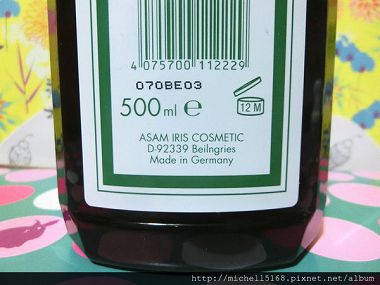 4 075700 112229
070BE03
500ml ℮
12 M
ASAM IRIS COSMETIC
D-92339 Beilngries
Made in Germany
http://michell5168.pixnet.net/album